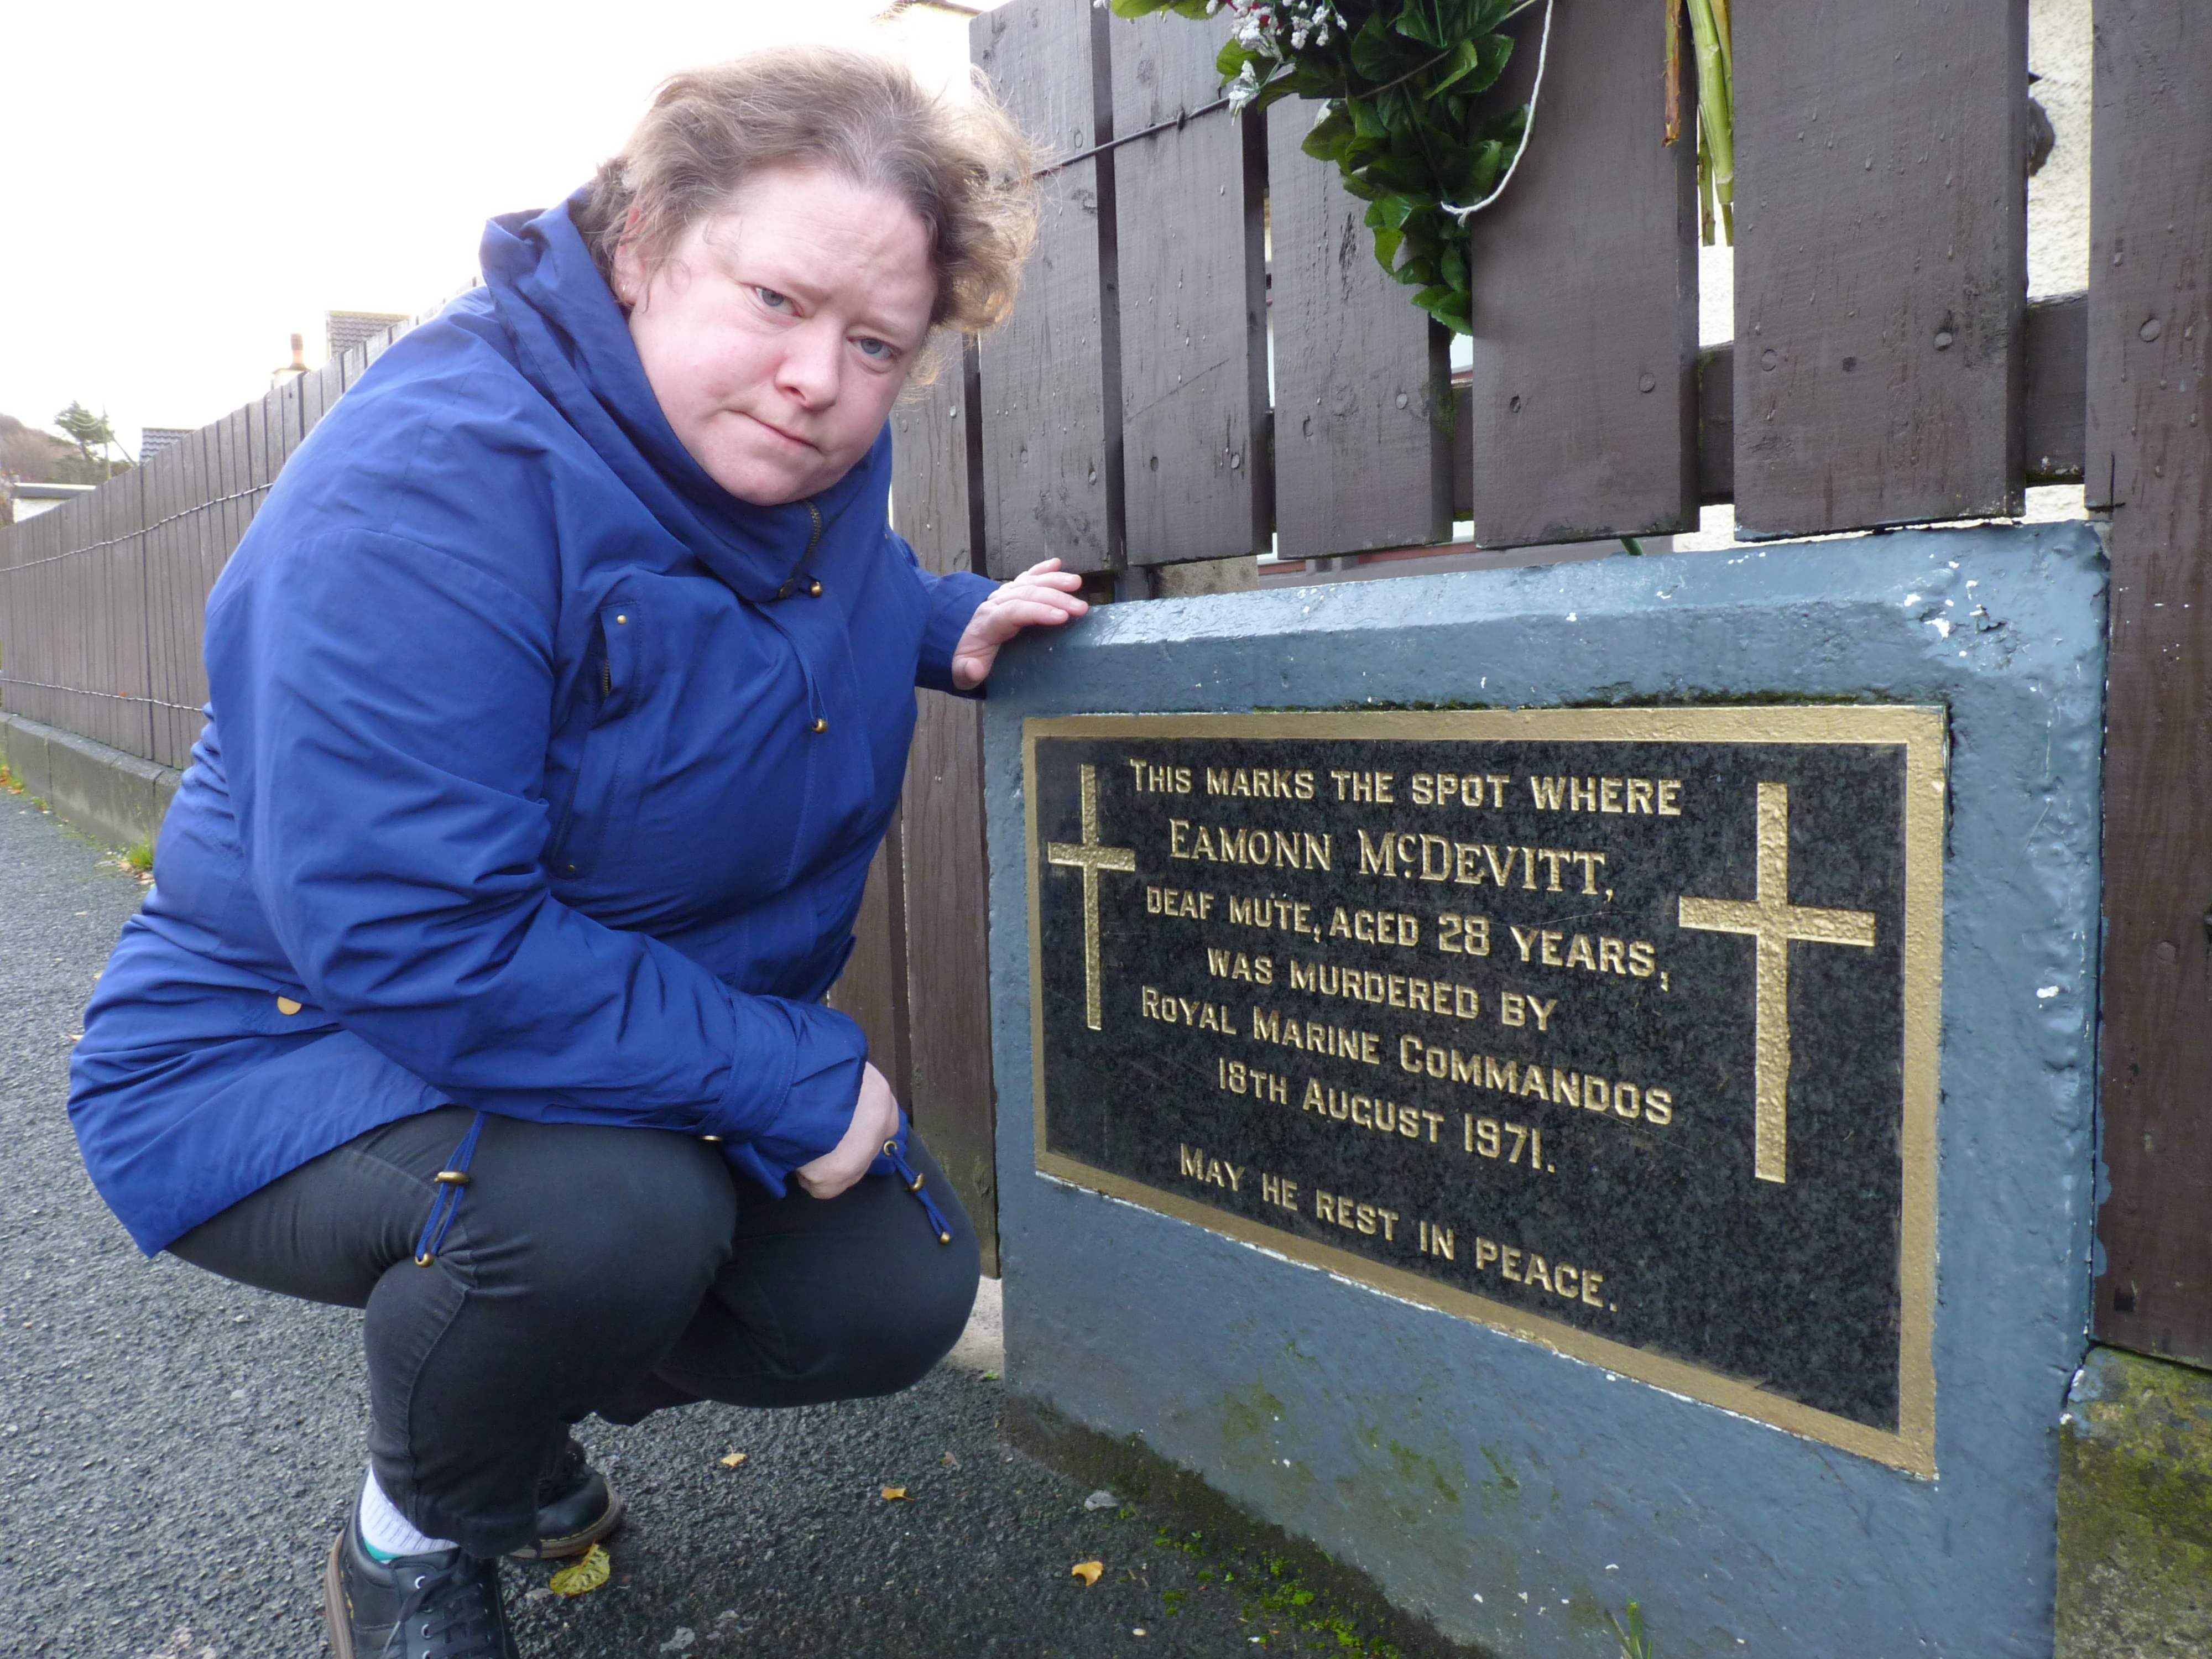 THIS MARKS THE SPOT WHERE
EAMONN McDEVITT,
DEAF MUTE, AGED 28 YEARS,
WAS MURDERED BY
ROYAL MARINE COMMANDOS
18TH AUGUST 1971.
MAY HE REST IN PEACE.